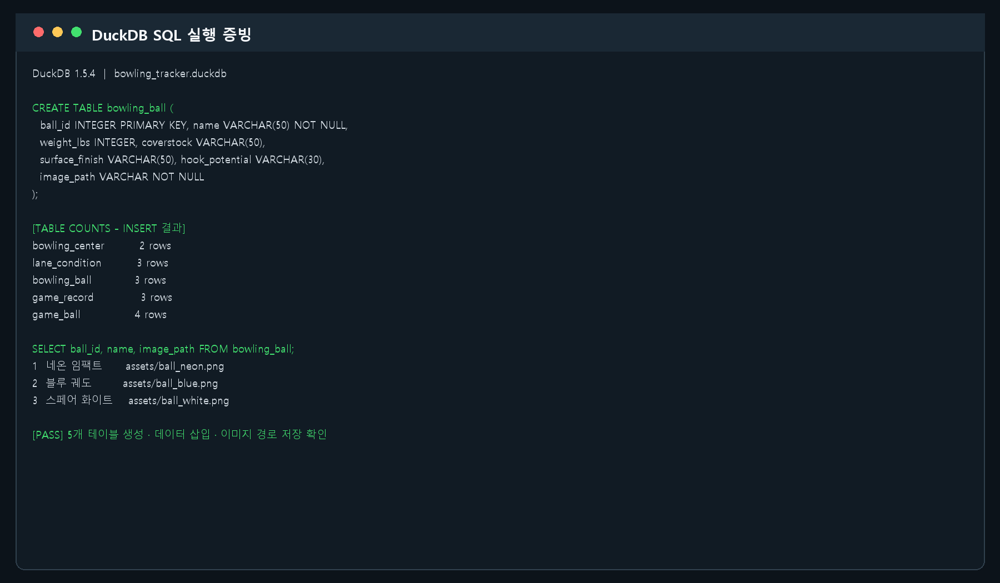 DuckDB SQL 실행 증빙
DuckDB 1.5.4 | bowling_tracker.duckdb
CREATE TABLE bowling_ball (
ball_id INTEGER PRIMARY KEY, name VARCHAR(50) NOT NULL,
weight_lbs INTEGER, coverstock VARCHAR(50),
surface_finish VARCHAR(50), hook_potential VARCHAR(30),
image_path VARCHAR NOT NULL
);
[TABLE COUNTS - INSERT 결과]
bowling_center 2 rows
lane_condition 3 rows
bowling_ball 3 rows
game_record 3 rows
game_ball 4 rows
SELECT ball_id, name, image_path FROM bowling_ball;
1 네온 임팩트 assets/ball_neon.png
2 블루 궤도 assets/ball_blue.png
3 스페어 화이트 assets/ball_white.png
[PASS] 5개 테이블 생성 · 데이터 삽입 · 이미지 경로 저장 확인